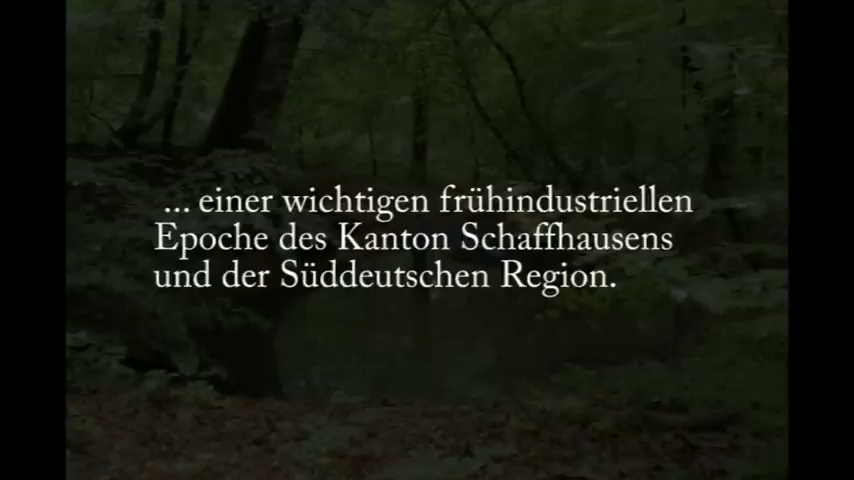 ... einer wichtigen frühindustriellen
Epoche des Kanton Schaffhausens
und der Süddeutschen Region.